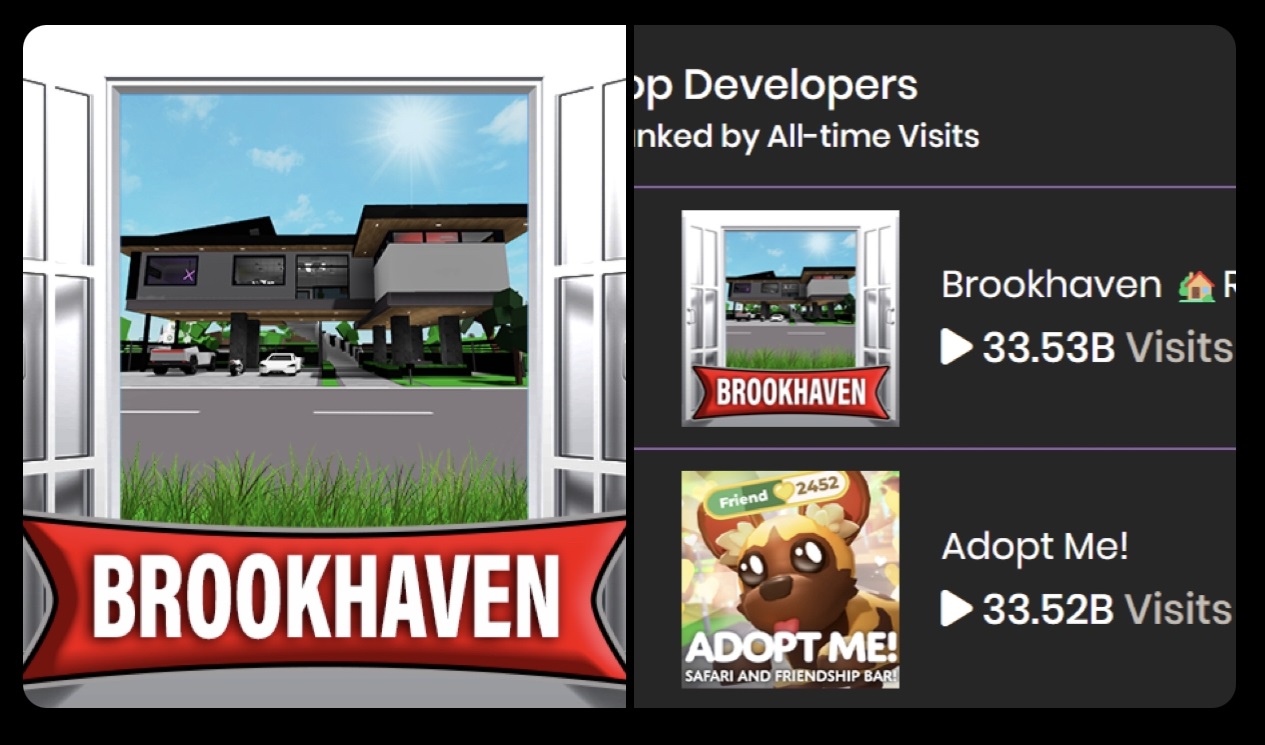 BROOKHAVEN
op Developers
nked by All-time Visits
BROOKHAVEN
Brookhaven 🏠R
33.53B Visits
Friend 💛 2452
ADOPT ME!
SAFARI AND FRIENDSHIP BAR!
Adopt Me!
33.52B Visits